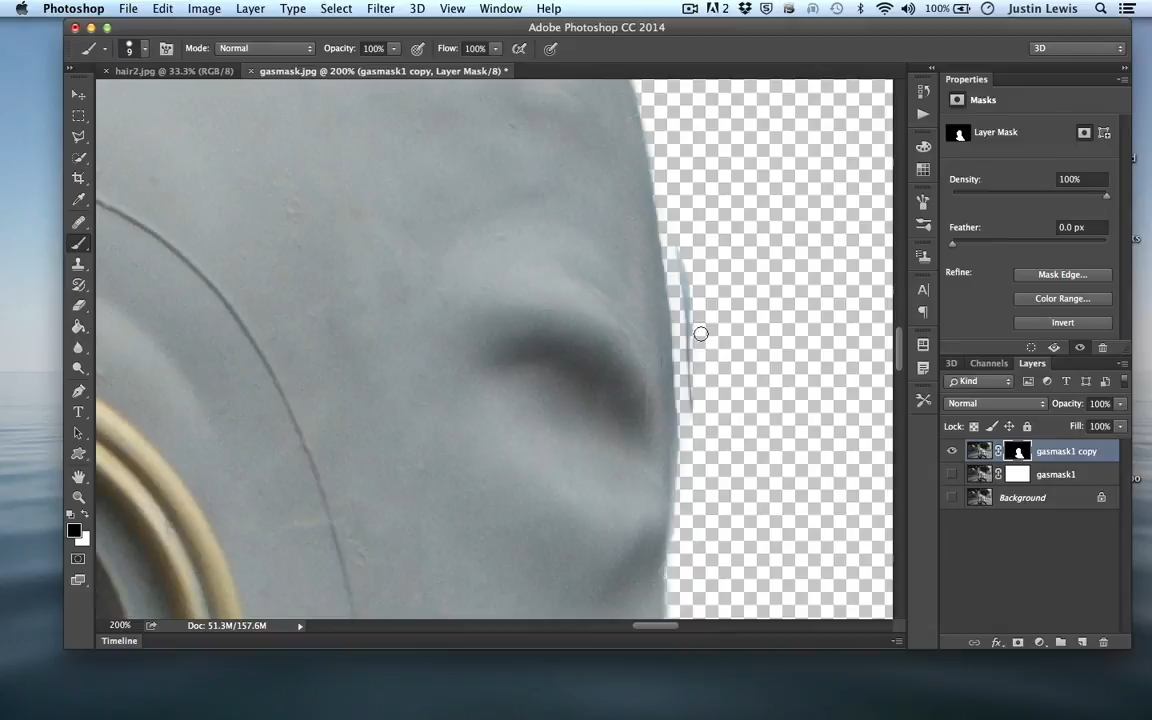 Photoshop File Edit Image Layer Type Select Filter 3D View Window Help 2 100% Justin Lewis
Adobe Photoshop CC 2014
9 Mode: Normal Opacity: 100% Flow: 100% 3D
× hair2.jpg @ 33.3% (RGB/8) × gasmask.jpg @ 200% (gasmask1 copy, Layer Mask/8) *
Properties
Masks
Layer Mask
Density: 100%
Feather: 0.0 px
Refine: Mask Edge...
Color Range...
Invert
3D Channels Layers
Kind
Normal Opacity: 100%
Lock: Fill: 100%
gasmask1 copy
gasmask1
Background
200% Doc: 51.3M/157.6M
Timeline